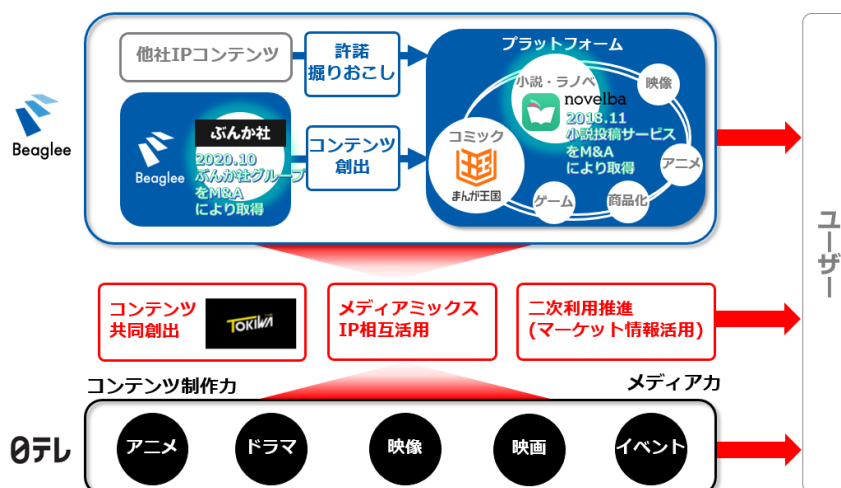 他社IPコンテンツ
許諾
掘りおこし
プラットフォーム
小説・ラノベ
映像
novelba
2018.11
小説投稿サービス
をM&A
により取得
コミック
まんが王国
アニメ
ゲーム
商品化
Beaglee
ぶんか社
Beaglee
2020.10
ぶんか社グループ
をM&A
により取得
コンテンツ
創出
ユーザー
コンテンツ
共同創出
TOKIWA
メディアミックス
IP相互活用
二次利用推進
(マーケット情報活用)
コンテンツ制作力
メディア力
日テレ
アニメ
ドラマ
映像
映画
イベント